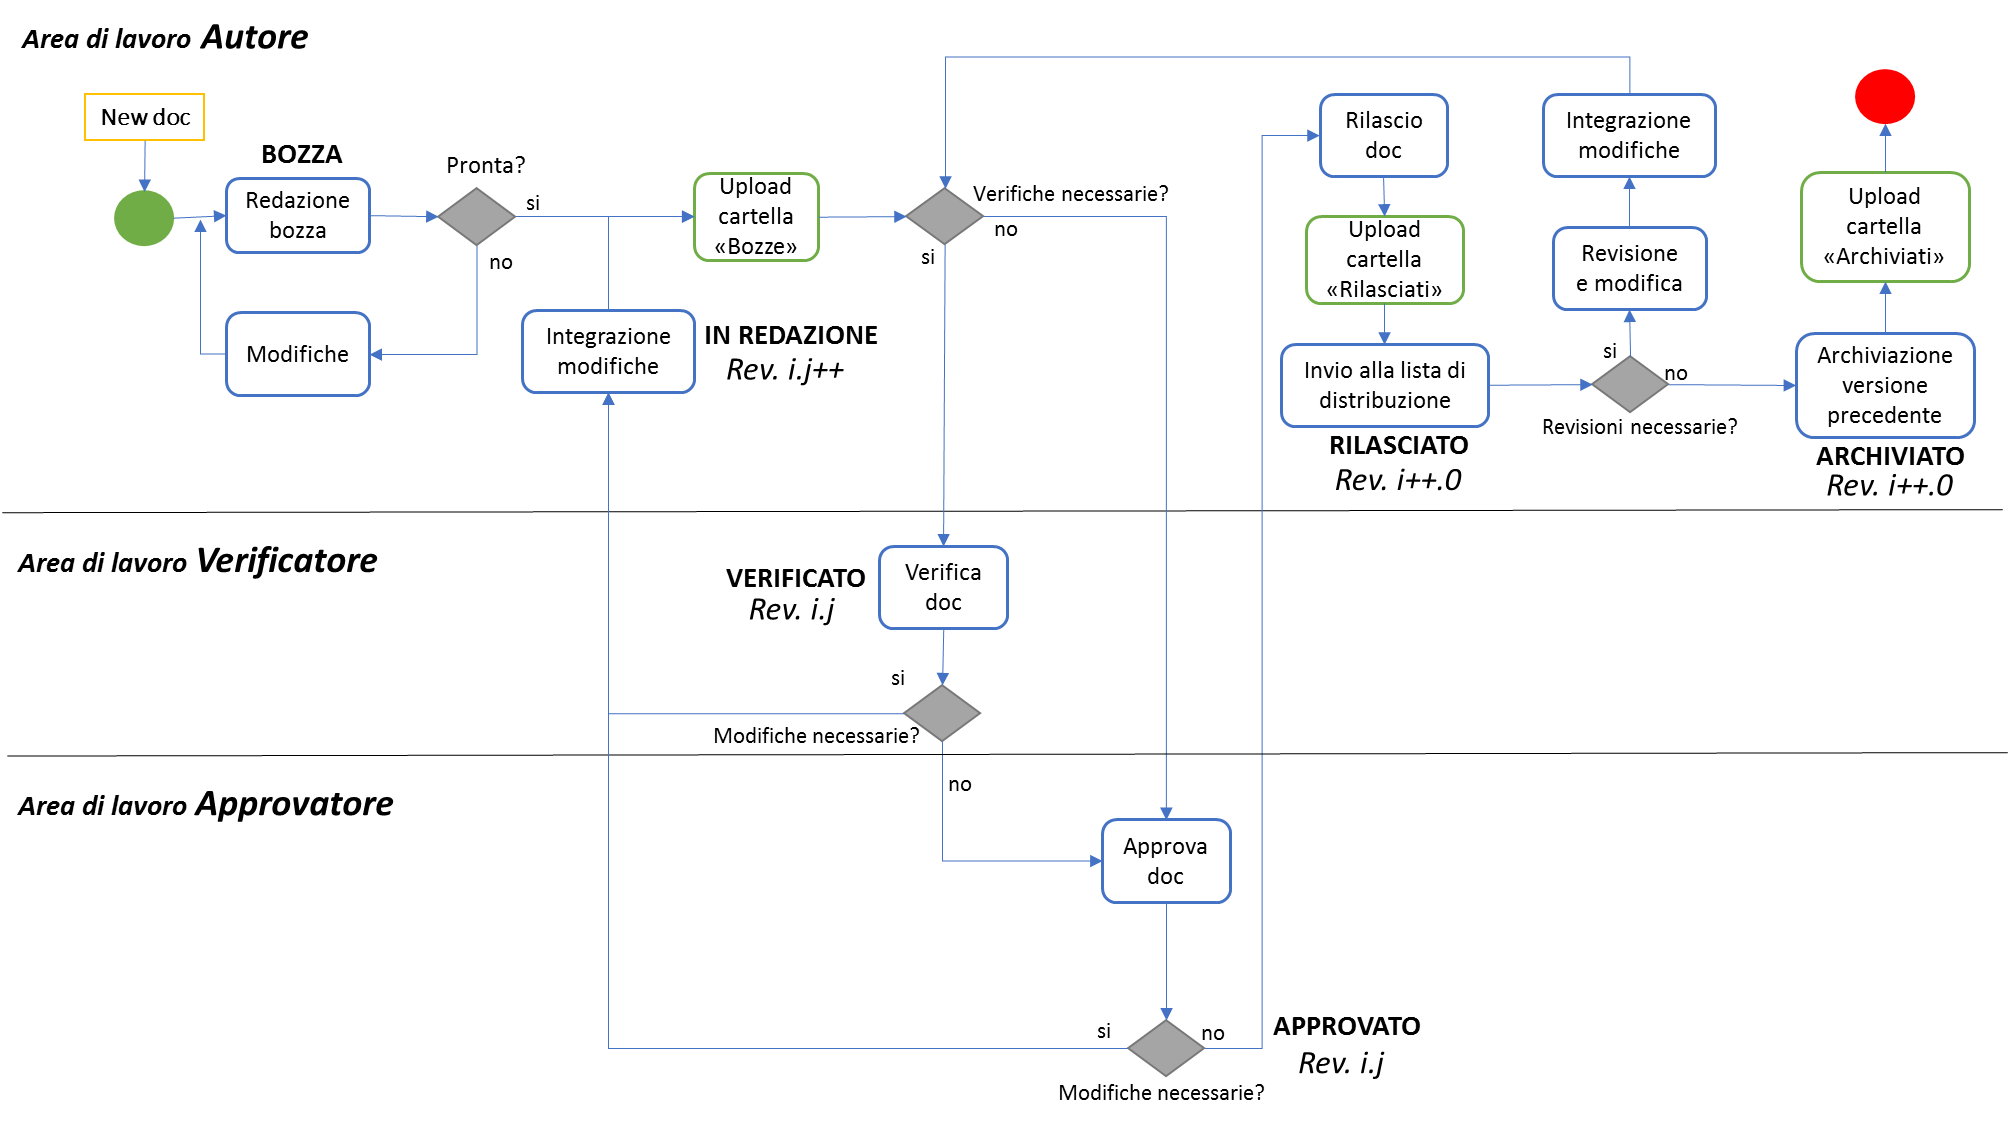 Area di lavoro Autore
New doc
BOZZA
Redazione
bozza
Pronta?
si
no
Modifiche
Upload
cartella
«Bozze»
Integrazione
modifiche
IN REDAZIONE
Rev. i.j++
Verifiche necessarie?
no
si
Rilascio
doc
Upload
cartella
«Rilasciati»
Invio alla lista di
distribuzione
RILASCIATO
Rev. i++.0
Integrazione
modifiche
Revisione
e modifica
si
no
Revisioni necessarie?
Upload
cartella
«Archiviati»
Archiviazione
versione
precedente
ARCHIVIATO
Rev. i++.0
Area di lavoro Verificatore
VERIFICATO
Rev. i.j
Verifica
doc
si
Modifiche necessarie?
no
Area di lavoro Approvatore
Approva
doc
si
no
Modifiche necessarie?
APPROVATO
Rev. i.j